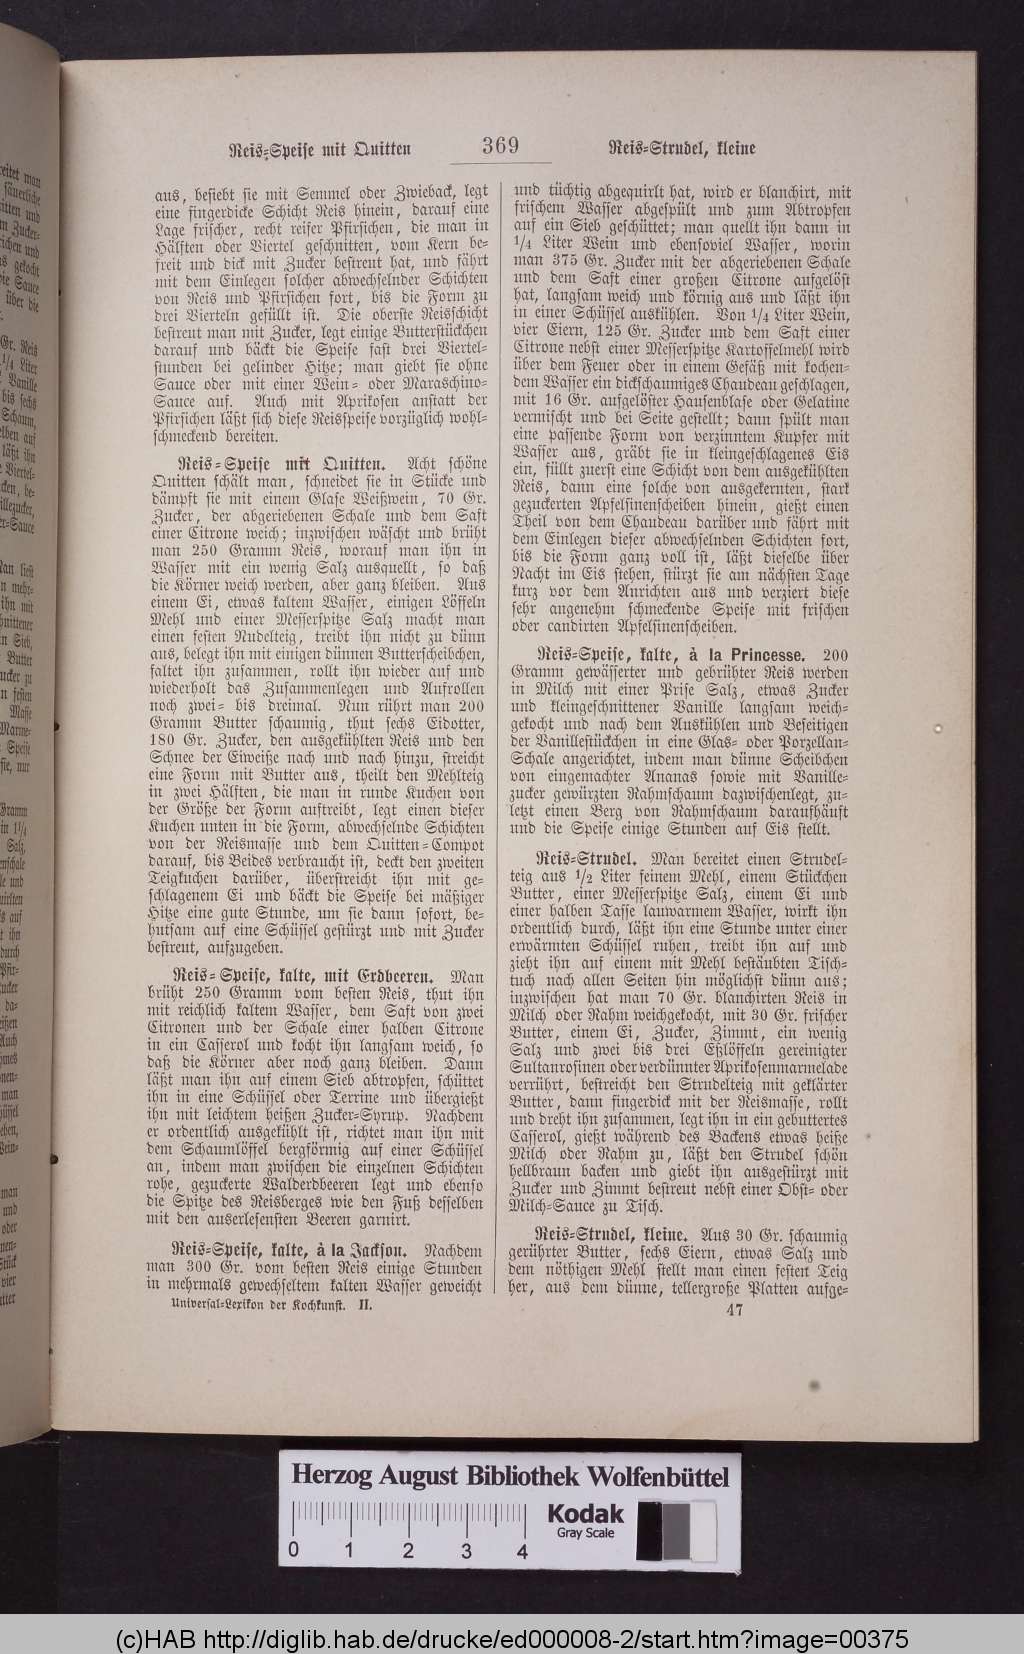 Reis-Speise mit Quitten 369 Reis-Strudel, kleine
aus, besiebt sie mit Semmel oder Zwieback, legt
eine fingerdicke Schicht Reis hinein, darauf eine
Lage frischer, recht reifer Pfirsichen, die man in
Hälften oder Viertel geschnitten, vom Kern be-
freit und dick mit Zucker bestreut hat, und fährt
mit dem Einlegen solcher abwechselnder Schichten
von Reis und Pfirsichen fort, bis die Form zu
drei Vierteln gefüllt ist. Die oberste Reisschicht
bestreut man mit Zucker, legt einige Butterstückchen
darauf und bäckt die Speise fast drei Viertel-
stunden bei gelinder Hitze; man giebt sie ohne
Sauce oder mit einer Wein- oder Maraschino-
Sauce auf. Auch mit Aprikosen anstatt der
Pfirsichen läßt sich diese Reisspeise vorzüglich wohl-
schmeckend bereiten.
Reis-Speise mit Quitten. Acht schöne
Quitten schält man, schneidet sie in Stücke und
dämpft sie mit einem Glase Weißwein, 70 Gr.
Zucker, der abgeriebenen Schale und dem Saft
einer Citrone weich; inzwischen wäscht und brüht
man 250 Gramm Reis, worauf man ihn in
Wasser mit ein wenig Salz ausquellt, so daß
die Körner weich werden, aber ganz bleiben. Aus
einem Ei, etwas kaltem Wasser, einigen Löffeln
Mehl und einer Messerspitze Salz macht man
einen festen Nudelteig, treibt ihn nicht zu dünn
aus, belegt ihn mit einigen dünnen Butterscheibchen,
faltet ihn zusammen, rollt ihn wieder auf und
wiederholt das Zusammenlegen und Aufrollen
noch zwei- bis dreimal. Nun rührt man 200
Gramm Butter schaumig, thut sechs Eidotter,
180 Gr. Zucker, den ausgekühlten Reis und den
Schnee der Eiweiße nach und nach hinzu, streicht
eine Form mit Butter aus, theilt den Mehlteig
in zwei Hälften, die man in runde Kuchen von
der Größe der Form auftreibt, legt einen dieser
Kuchen unten in die Form, abwechselnde Schichten
von der Reismasse und dem Quitten-Compot
darauf, bis Beides verbraucht ist, deckt den zweiten
Teigkuchen darüber, überstreicht ihn mit ge-
schlagenem Ei und bäckt die Speise bei mäßiger
Hitze eine gute Stunde, um sie dann sofort, be-
hutsam auf eine Schüssel gestürzt und mit Zucker
bestreut, aufzugeben.
Reis-Speise, kalte, mit Erdbeeren. Man
brüht 250 Gramm vom besten Reis, thut ihn
mit reichlich kaltem Wasser, dem Saft von zwei
Citronen und der Schale einer halben Citrone
in ein Casserol und kocht ihn langsam weich, so
daß die Körner aber noch ganz bleiben. Dann
läßt man ihn auf einem Sieb abtropfen, schüttet
ihn in eine Schüssel oder Terrine und übergießt
ihn mit leichtem heißen Zucker-Syrup. Nachdem
er ordentlich ausgekühlt ist, richtet man ihn mit
dem Schaumlöffel bergförmig auf einer Schüssel
an, indem man zwischen die einzelnen Schichten
rohe, gezuckerte Walderdbeeren legt und ebenso
die Spitze des Reisberges wie den Fuß desselben
mit den auserlesensten Beeren garnirt.
Reis-Speise, kalte, à la Jackson. Nachdem
man 300 Gr. vom besten Reis einige Stunden
in mehrmals gewechseltem kalten Wasser geweicht
Universal-Lexikon der Kochkunst. II.
und tüchtig abgequirlt hat, wird er blanchirt, mit
frischem Wasser abgespült und zum Abtropfen
auf ein Sieb geschüttet; man quellt ihn dann in
1/4 Liter Wein und ebensoviel Wasser, worin
man 375 Gr. Zucker mit der abgeriebenen Schale
und dem Saft einer großen Citrone aufgelöst
hat, langsam weich und körnig aus und läßt ihn
in einer Schüssel auskühlen. Von 1/4 Liter Wein,
vier Eiern, 125 Gr. Zucker und dem Saft einer
Citrone nebst einer Messerspitze Kartoffelmehl wird
über dem Feuer oder in einem Gefäß mit kochen-
dem Wasser ein dickschaumiges Chaudeau geschlagen,
mit 16 Gr. aufgelöster Hausenblase oder Gelatine
vermischt und bei Seite gestellt; dann spült man
eine passende Form von verzinntem Kupfer mit
Wasser aus, gräbt sie in kleingeschlagenes Eis
ein, füllt zuerst eine Schicht von dem ausgekühlten
Reis, dann eine solche von ausgekernten, stark
gezuckerten Apfelsinenscheiben hinein, gießt einen
Theil von dem Chaudeau darüber und fährt mit
dem Einlegen dieser abwechselnden Schichten fort,
bis die Form ganz voll ist, läßt dieselbe über
Nacht im Eis stehen, stürzt sie am nächsten Tage
kurz vor dem Anrichten aus und verziert diese
sehr angenehm schmeckende Speise mit frischen
oder candirten Apfelsinenscheiben.
Reis-Speise, kalte, à la Princesse. 200
Gramm gewässerter und gebrühter Reis werden
in Milch mit einer Prise Salz, etwas Zucker
und kleingeschnittener Vanille langsam weich-
gekocht und nach dem Auskühlen und Beseitigen
der Vanillestückchen in eine Glas- oder Porzellan-
Schale angerichtet, indem man dünne Scheibchen
von eingemachter Ananas sowie mit Vanille-
zucker gewürzten Rahmschaum dazwischenlegt, zu-
letzt einen Berg von Rahmschaum daraufhäuft
und die Speise einige Stunden auf Eis stellt.
Reis-Strudel. Man bereitet einen Strudel-
teig aus 1/2 Liter feinem Mehl, einem Stückchen
Butter, einer Messerspitze Salz, einem Ei und
einer halben Tasse lauwarmem Wasser, wirkt ihn
ordentlich durch, läßt ihn eine Stunde unter einer
erwärmten Schüssel ruhen, treibt ihn auf und
zieht ihn auf einem mit Mehl bestäubten Tisch-
tuch nach allen Seiten hin möglichst dünn aus;
inzwischen hat man 70 Gr. blanchirten Reis in
Milch oder Rahm weichgekocht, mit 30 Gr. frischer
Butter, einem Ei, Zucker, Zimmt, ein wenig
Salz und zwei bis drei Eßlöffeln gereinigter
Sultanrosinen oder verdünnter Aprikosenmarmelade
verrührt, bestreicht den Strudelteig mit geklärter
Butter, dann fingerdick mit der Reismasse, rollt
und dreht ihn zusammen, legt ihn in ein gebuttertes
Casserol, gießt während des Backens etwas heiße
Milch oder Rahm zu, läßt den Strudel schön
hellbraun backen und giebt ihn ausgestürzt mit
Zucker und Zimmt bestreut nebst einer Obst- oder
Milch-Sauce zu Tisch.
Reis-Strudel, kleine. Aus 30 Gr. schaumig
gerührter Butter, sechs Eiern, etwas Salz und
dem nöthigen Mehl stellt man einen festen Teig
her, aus dem dünne, tellergroße Platten aufge-
47
Herzog August Bibliothek Wolfenbüttel
Kodak
Gray Scale
0 1 2 3 4
(c)HAB http://diglib.hab.de/drucke/ed000008-2/start.htm?image=00375